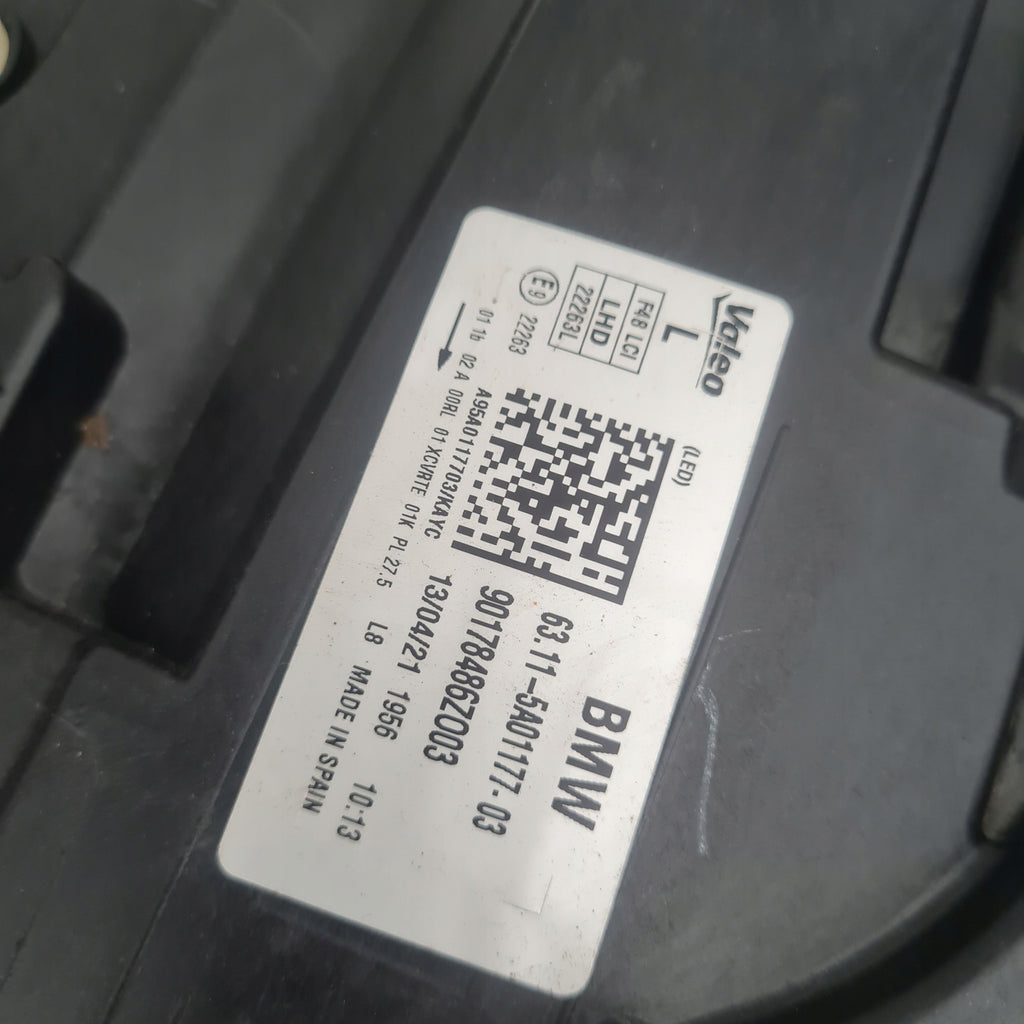 Valeo
L
(LED)
F48 LCI
LHD
22263L
E9 22263
01 1b 02 A 00RL 01 XCVRTE 01K PL 27.5
A95A0117703/KAYC
BMW
63.11-5A01177-03
90178486Z003
13/04/21 1956 10:13
L8 MADE IN SPAIN